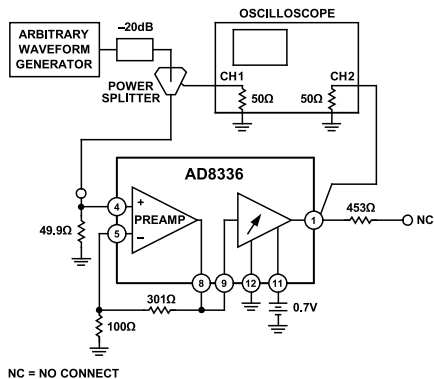 OSCILLOSCOPE
–20dB
ARBITRARY
WAVEFORM
GENERATOR
POWER
SPLITTER
CH1
CH2
50Ω
50Ω
AD8336
4
+
PREAMP
5
–
1
453Ω
NC
49.9Ω
8
9
12
11
301Ω
100Ω
0.7V
NC = NO CONNECT